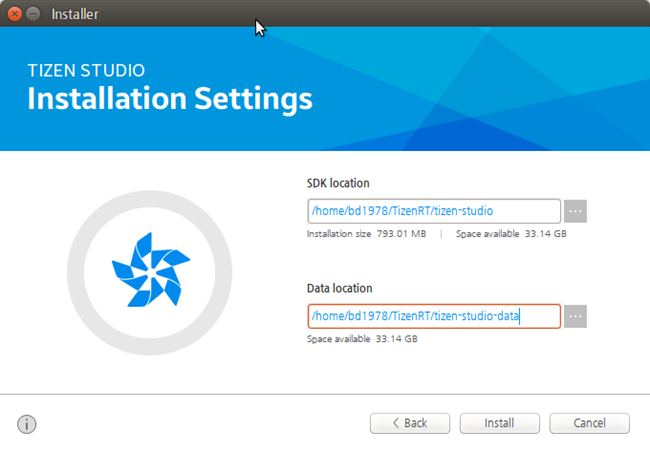 Installer
TIZEN STUDIO
Installation Settings
SDK location
/home/bd1978/TizenRT/tizen-studio
...
Installation size 793.01 MB | Space available 33.14 GB
Data location
/home/bd1978/TizenRT/tizen-studio-data
...
Space available 33.14 GB
i
< Back
Install
Cancel